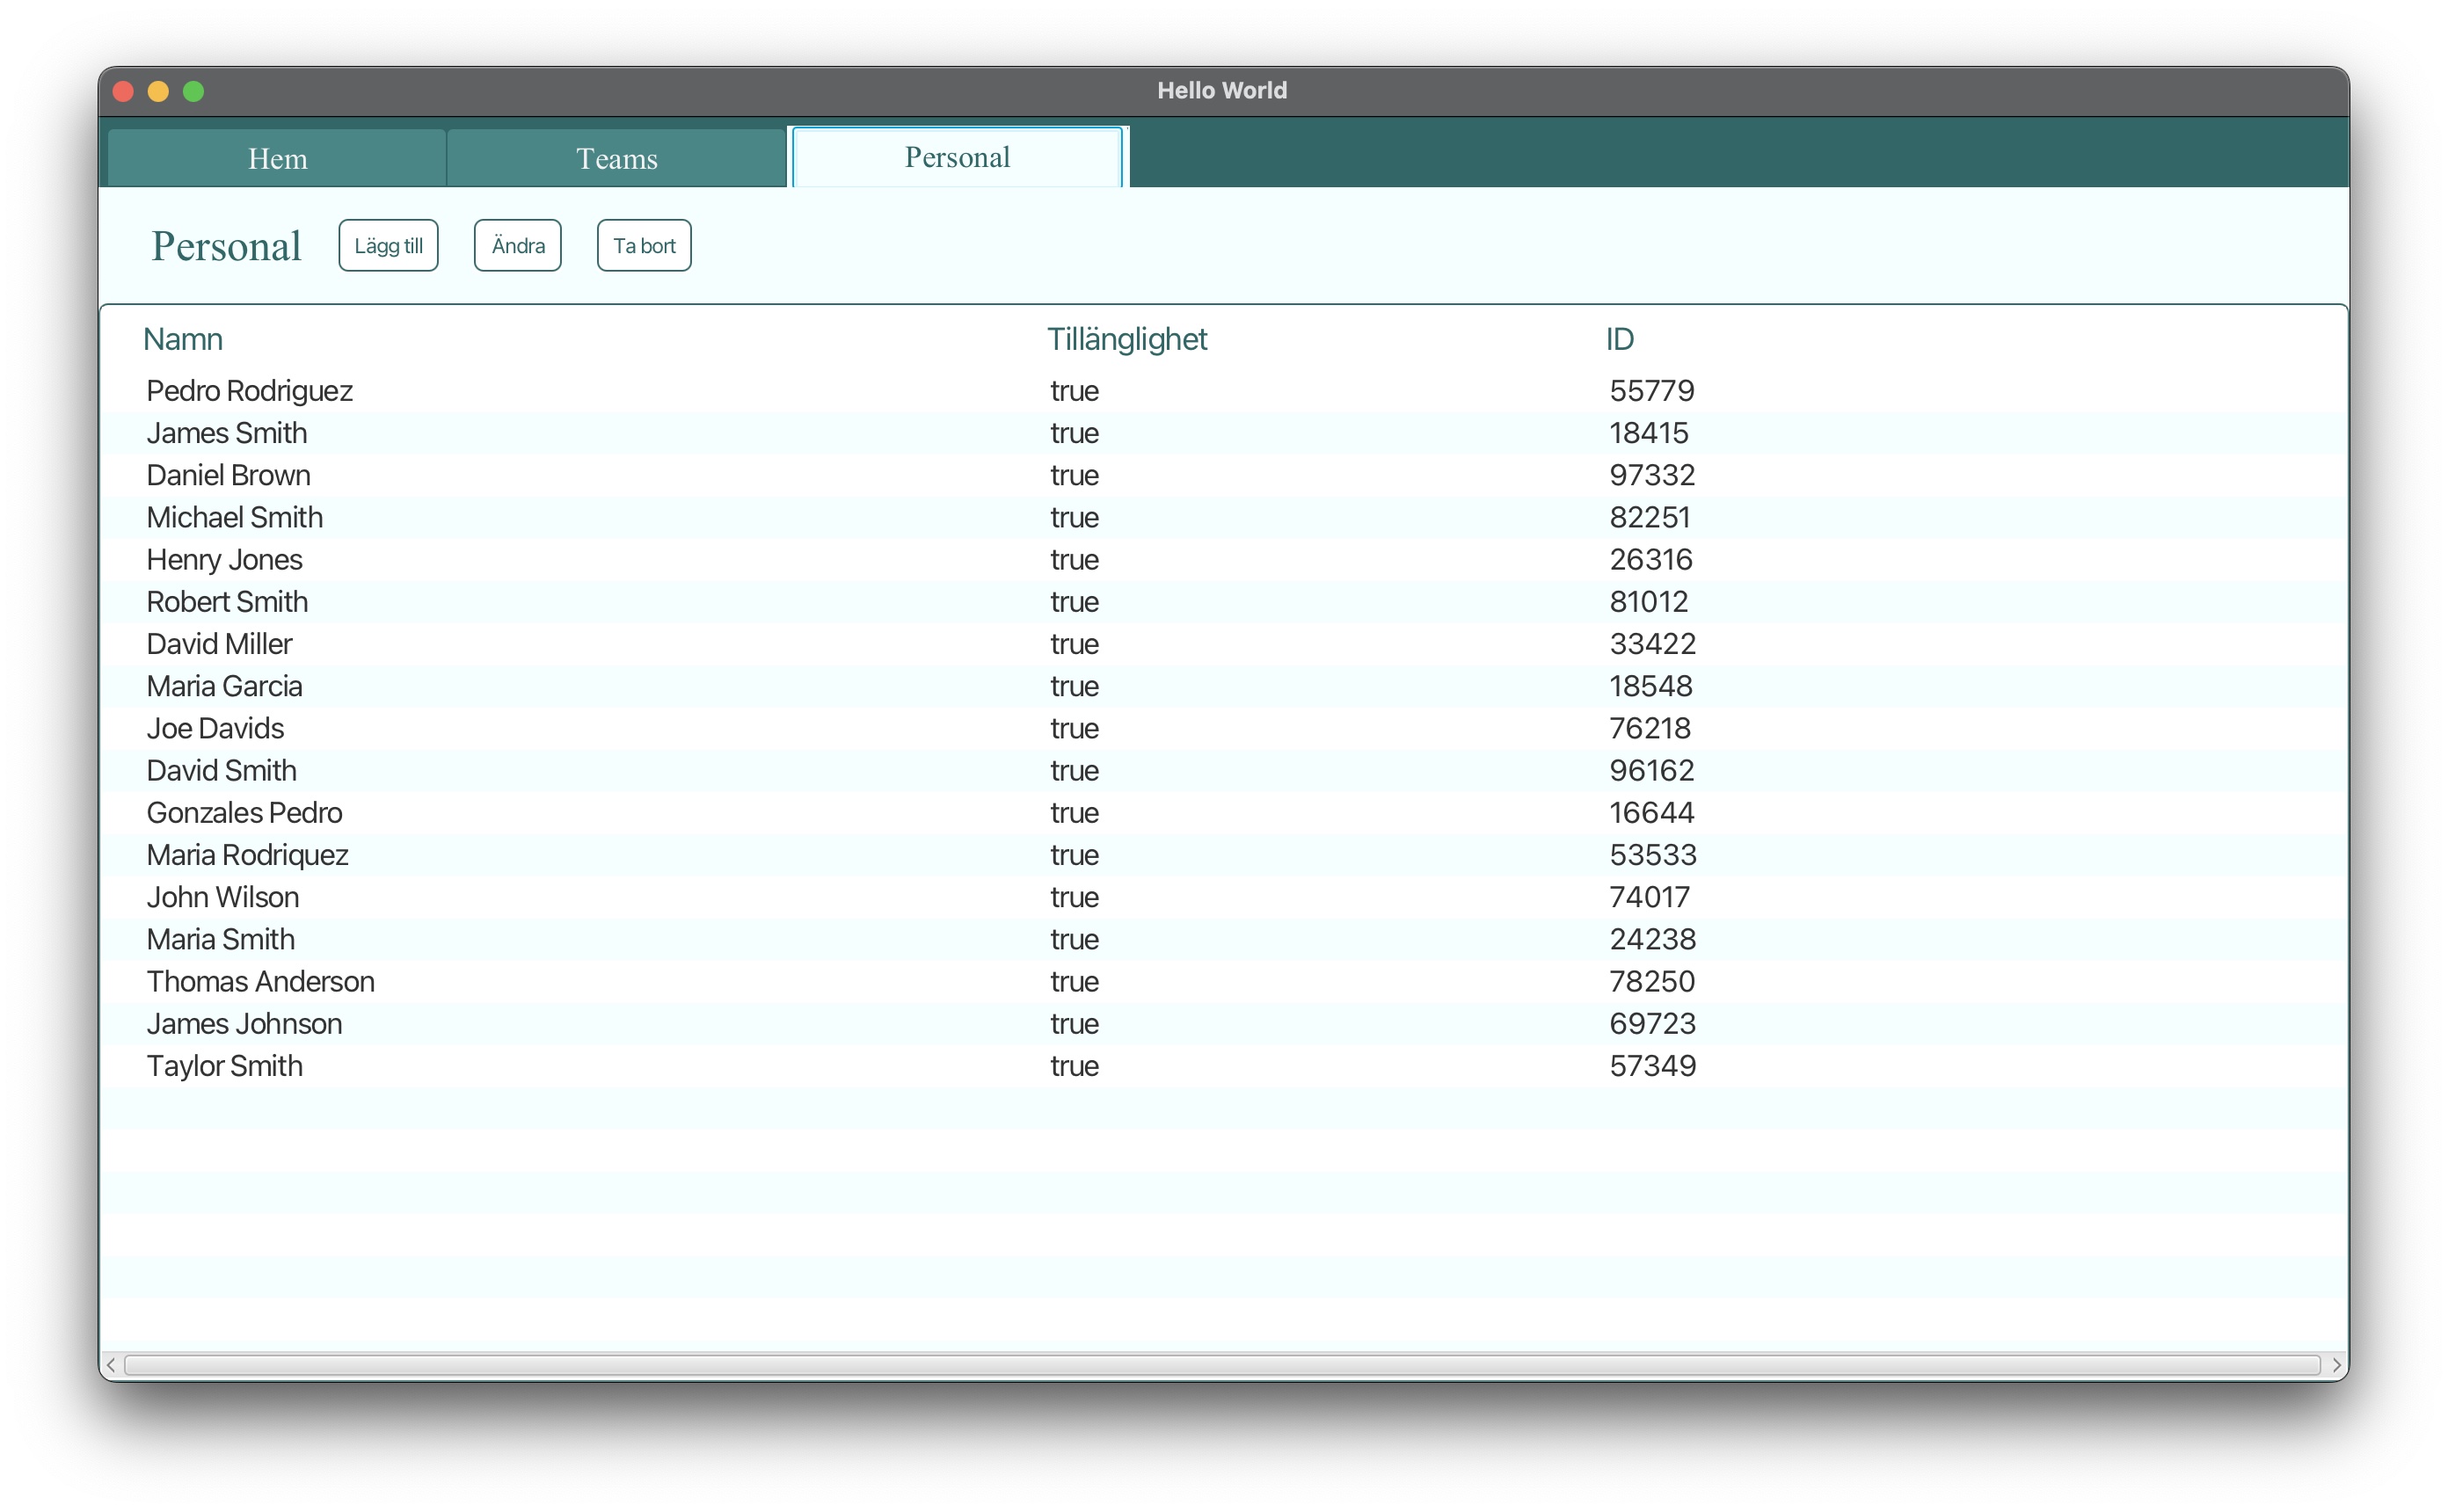 Hello World
Hem Teams Personal
Personal Lägg till Ändra Ta bort
Namn Tillänglighet ID
Pedro Rodriguez true 55779
James Smith true 18415
Daniel Brown true 97332
Michael Smith true 82251
Henry Jones true 26316
Robert Smith true 81012
David Miller true 33422
Maria Garcia true 18548
Joe Davids true 76218
David Smith true 96162
Gonzales Pedro true 16644
Maria Rodriquez true 53533
John Wilson true 74017
Maria Smith true 24238
Thomas Anderson true 78250
James Johnson true 69723
Taylor Smith true 57349